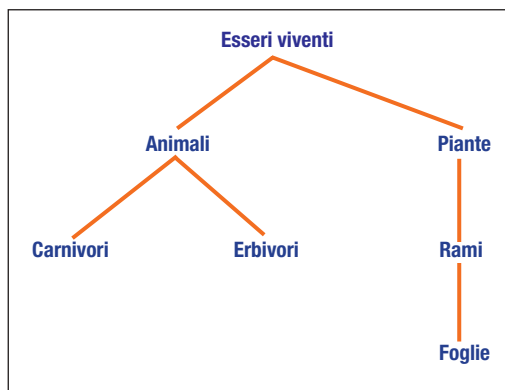 Esseri viventi
Animali Piante
Carnivori Erbivori Rami
Foglie